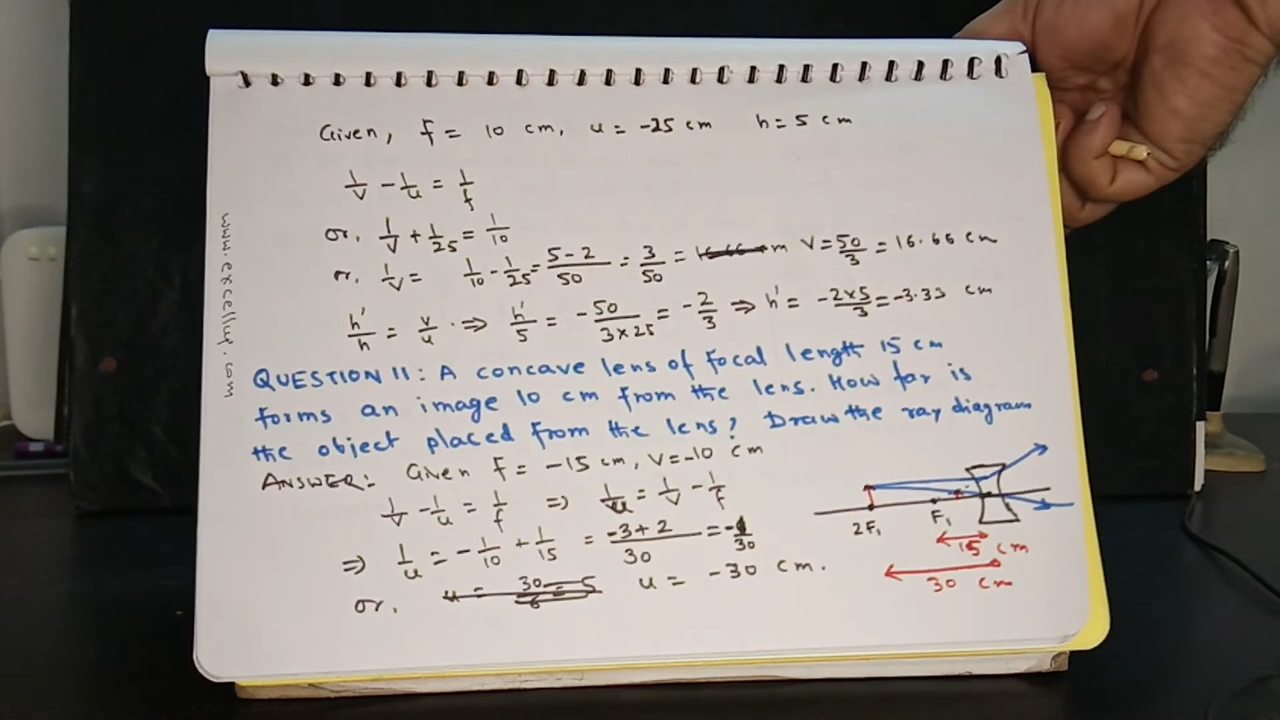 Given, f = 10 cm, u = -25 cm h = 5 cm
1/v - 1/u = 1/f
or, 1/v + 1/25 = 1/10
or, 1/v = 1/10 - 1/25 = 5-2/50 = 3/50 = v = 50/3 = 16.66 cm
h'/h = v/u ⇒ h'/5 = -50/3×25 = -2/3 ⇒ h' = -2×5/3 = -3.33 cm
QUESTION 11: A concave lens of focal length 15 cm
forms an image 10 cm from the lens. How far is
the object placed from the lens? Draw the ray diagram
ANSWER: Given f = -15 cm, v = -10 cm
1/v - 1/u = 1/f ⇒ 1/u = 1/v - 1/f
⇒ 1/u = -1/10 + 1/15 = -3+2/30 = -1/30
or, u = -30 cm.
2F₁ F₁
15 cm
30 cm
www.excellup.com